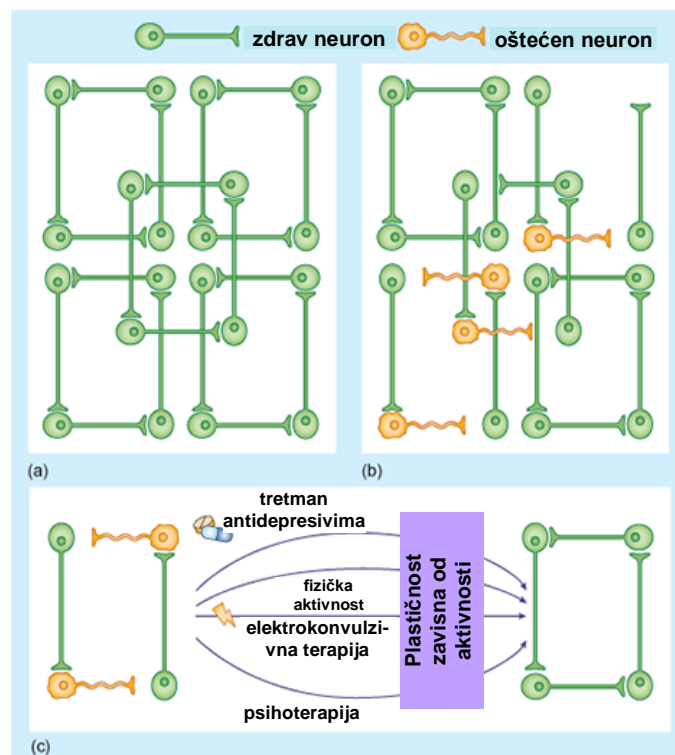 zdrav neuron
oštećen neuron
(a)
(b)
tretman
antidepresivima
fizička
aktivnost
elektrokonvulzi-
vna terapija
psihoterapija
Plastičnost
zavisna od
aktivnosti
(c)